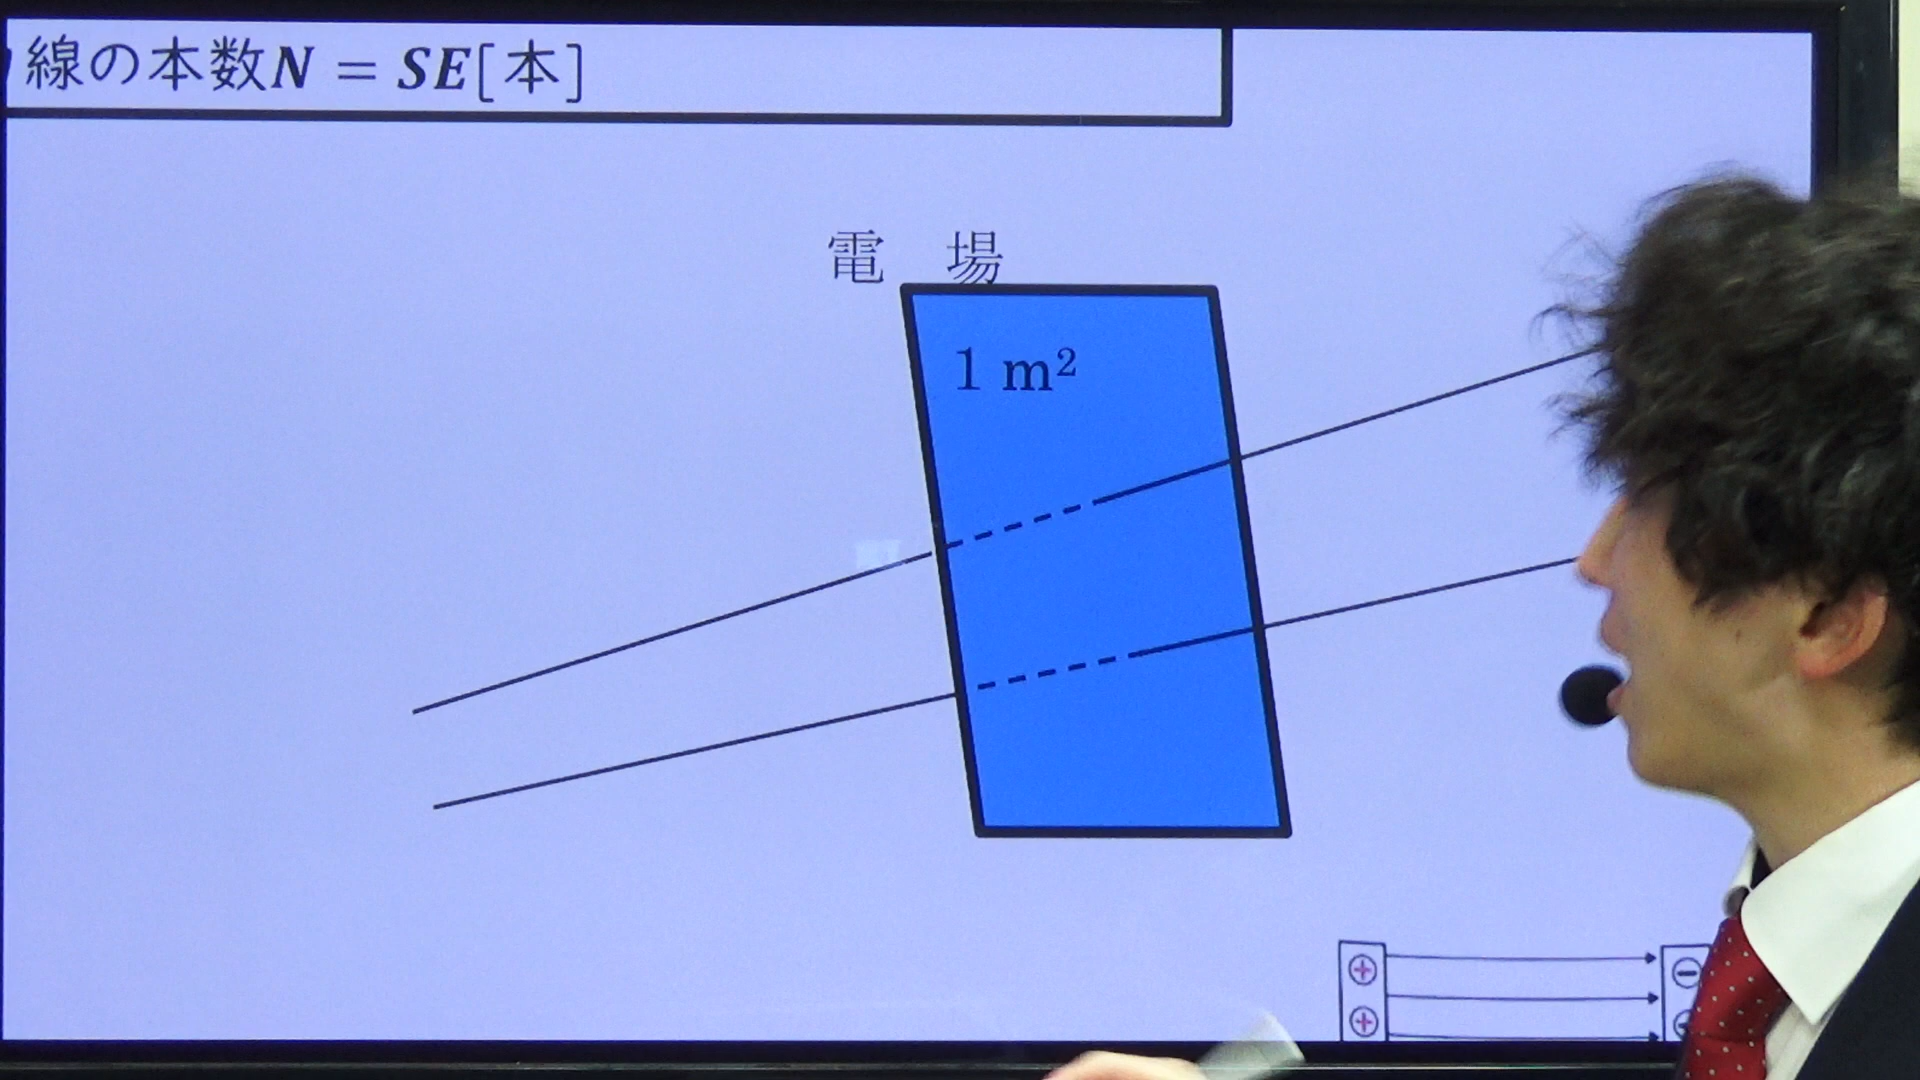 線の本数N = SE[本]
電 場
1 m²
+ −
+